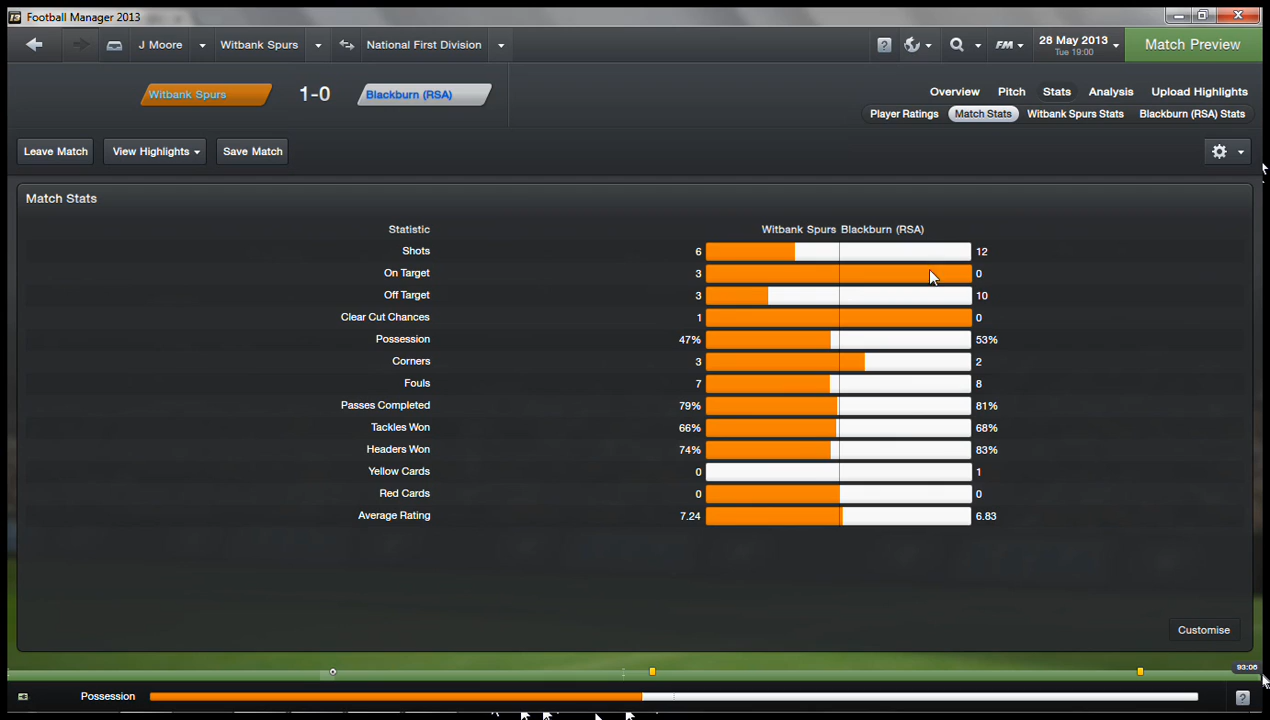 Football Manager 2013
J Moore Witbank Spurs National First Division ? FM 28 May 2013 Match Preview
Tue 19:00
Witbank Spurs 1-0 Blackburn (RSA)
Overview Pitch Stats Analysis Upload Highlights
Player Ratings Match Stats Witbank Spurs Stats Blackburn (RSA) Stats
Leave Match View Highlights Save Match
Match Stats
Statistic Witbank Spurs Blackburn (RSA)
Shots 6 12
On Target 3 0
Off Target 3 10
Clear Cut Chances 1 0
Possession 47% 53%
Corners 3 2
Fouls 7 8
Passes Completed 79% 81%
Tackles Won 66% 68%
Headers Won 74% 83%
Yellow Cards 0 1
Red Cards 0 0
Average Rating 7.24 6.83
Customise
93:06
Possession ?